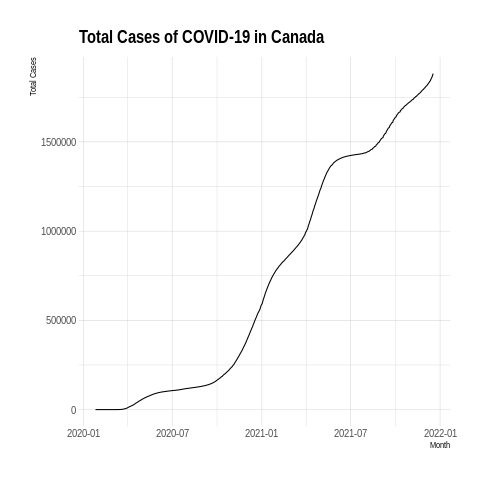 Total Cases of COVID-19 in Canada
Total Cases
1500000
1000000
500000
0
2020-01 2020-07 2021-01 2021-07 2022-01
Month